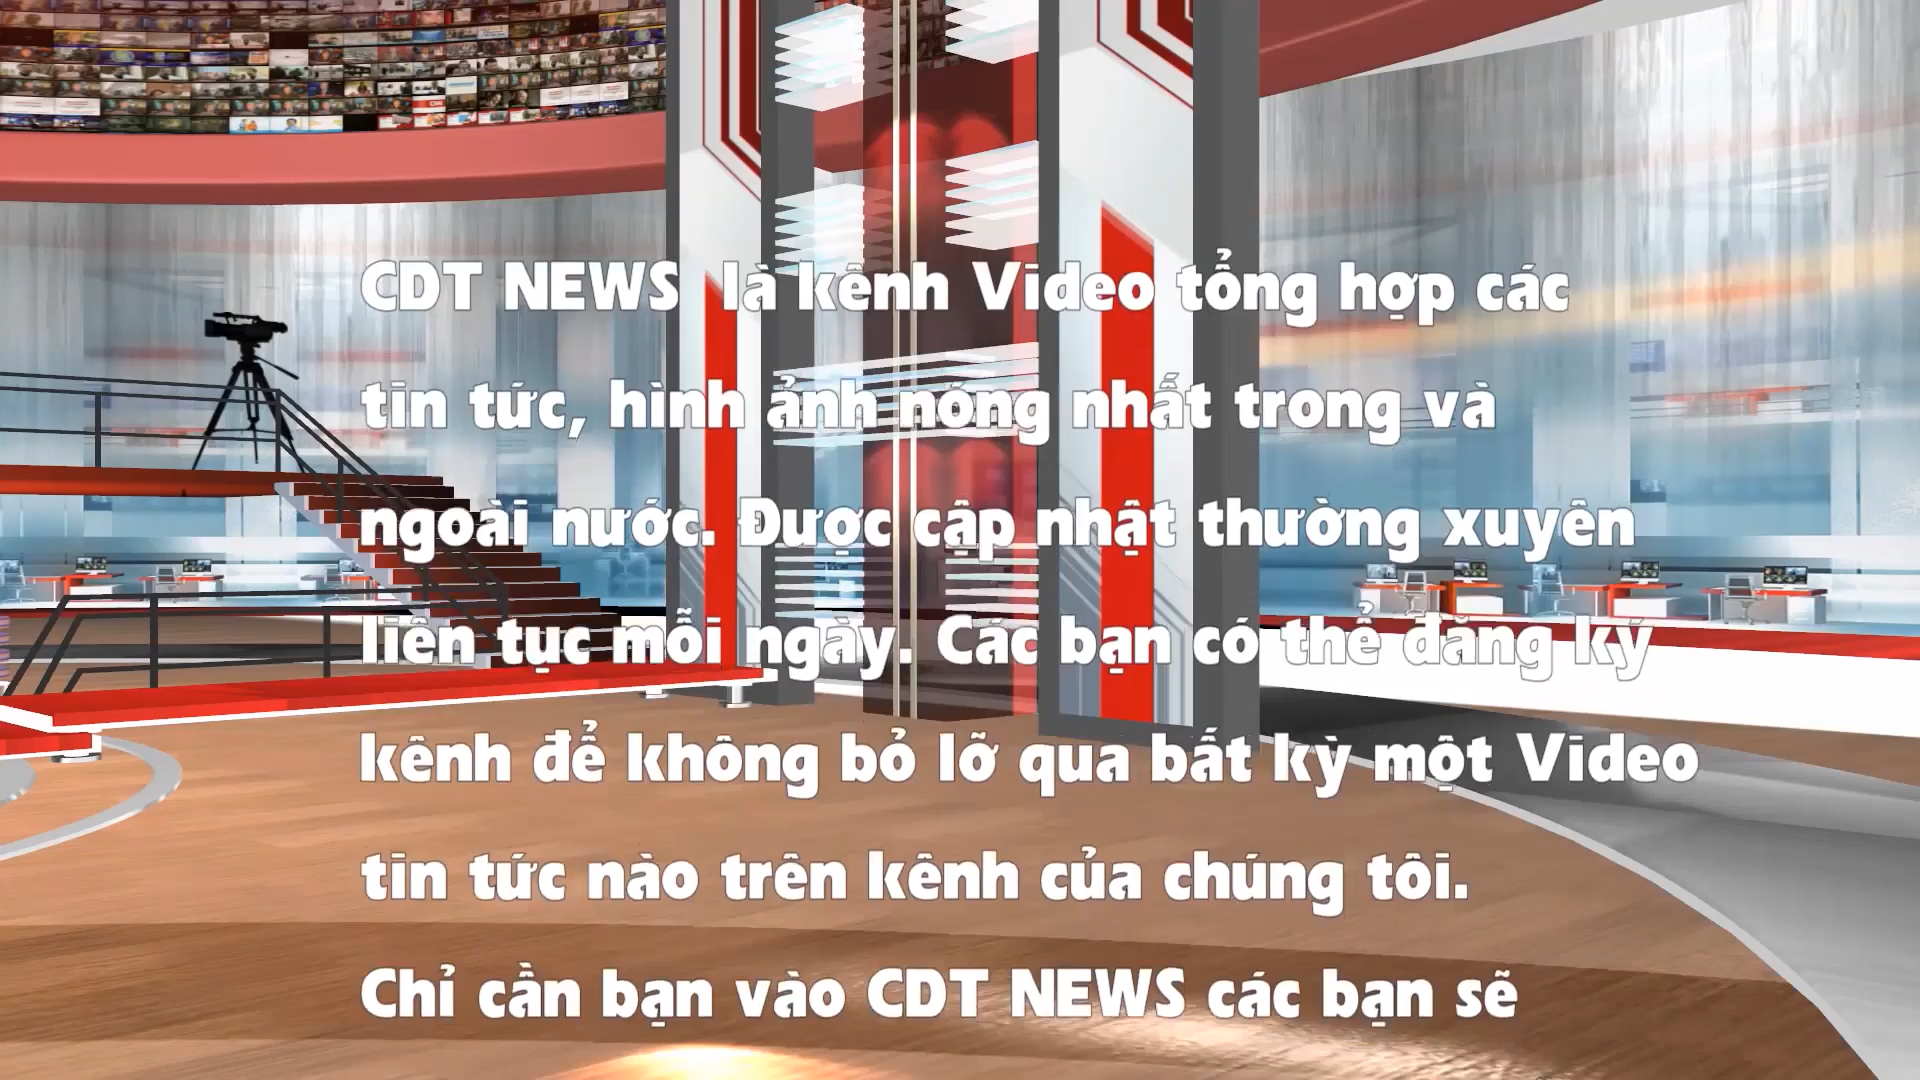 CDT NEWS là kênh Video tổng hợp các
tin tức, hình ảnh nóng nhất trong và
ngoài nước. Được cập nhật thường xuyên
liên tục mỗi ngày. Các bạn có thể đăng ký
kênh để không bỏ lỡ qua bất kỳ một Video
tin tức nào trên kênh của chúng tôi.
Chỉ cần bạn vào CDT NEWS các bạn sẽ